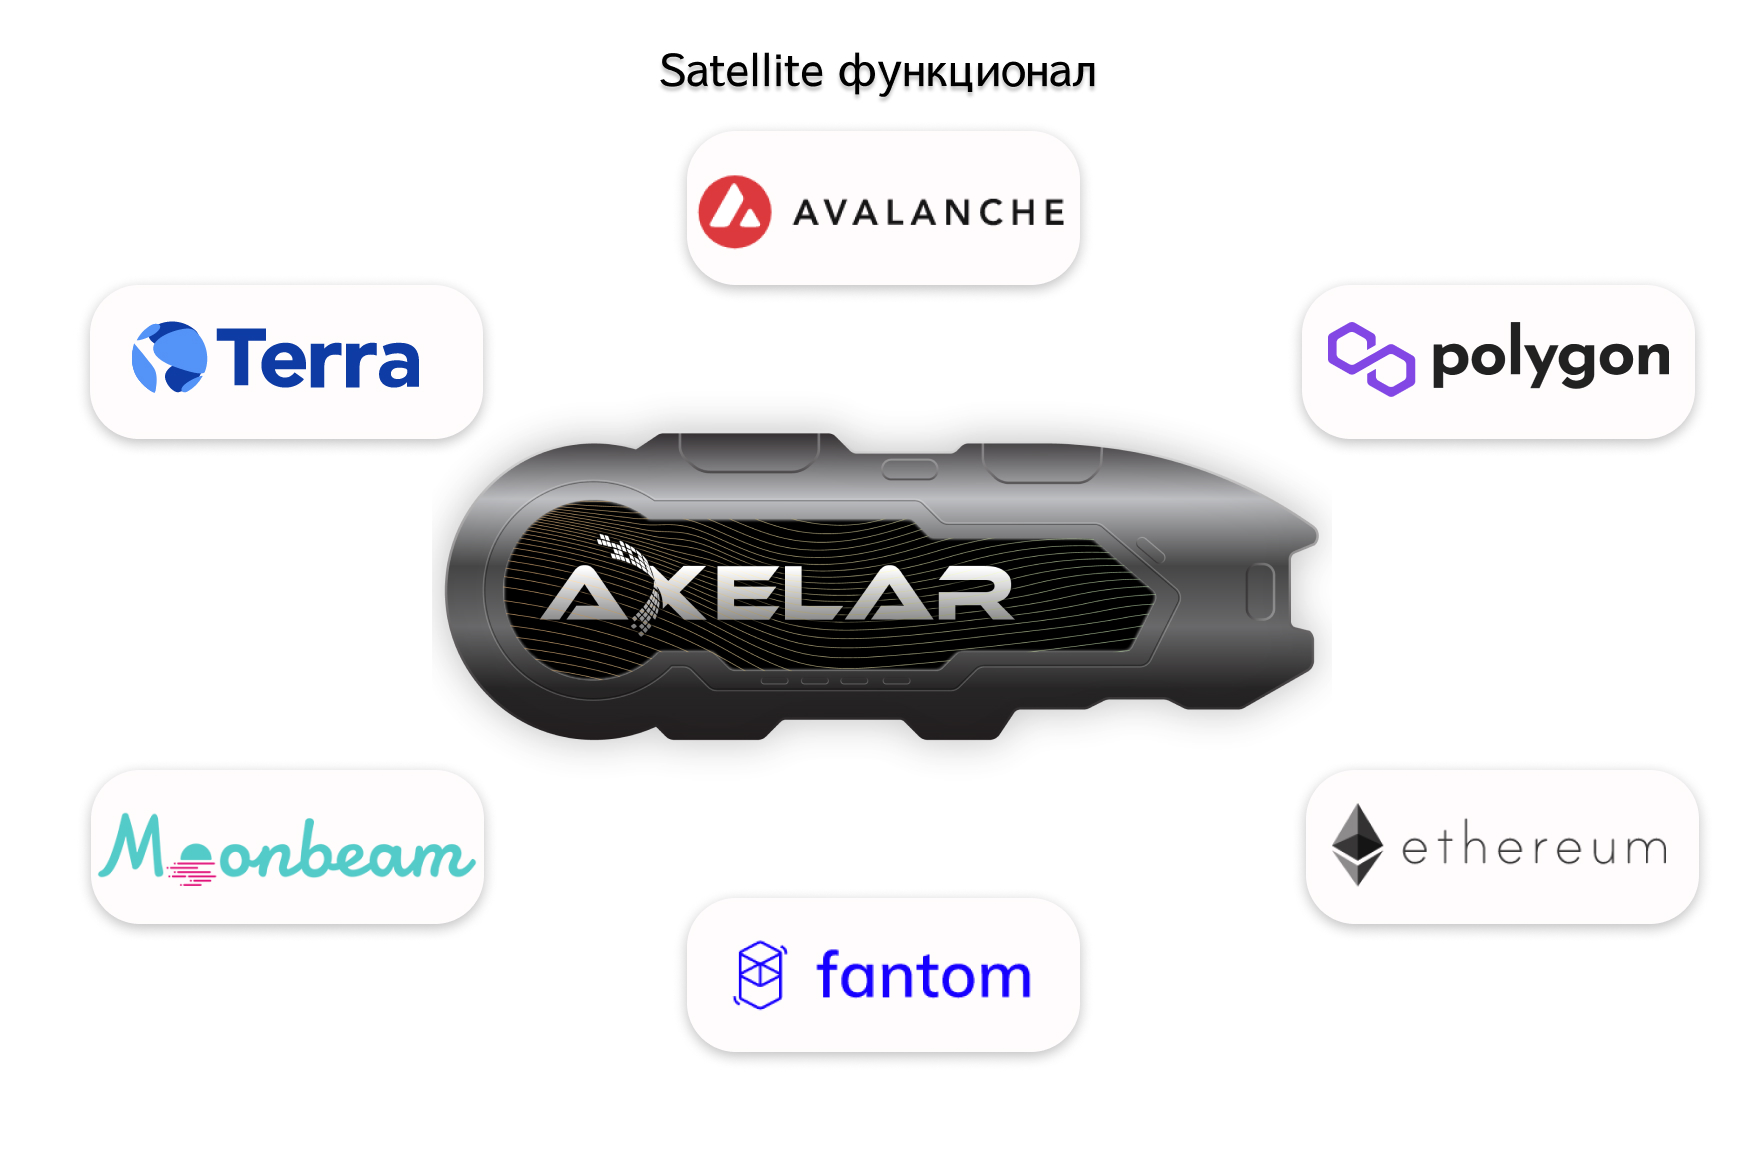 Satellite функционал
AVALANCHE
Terra
polygon
AXELAR
Moonbeam
ethereum
fantom